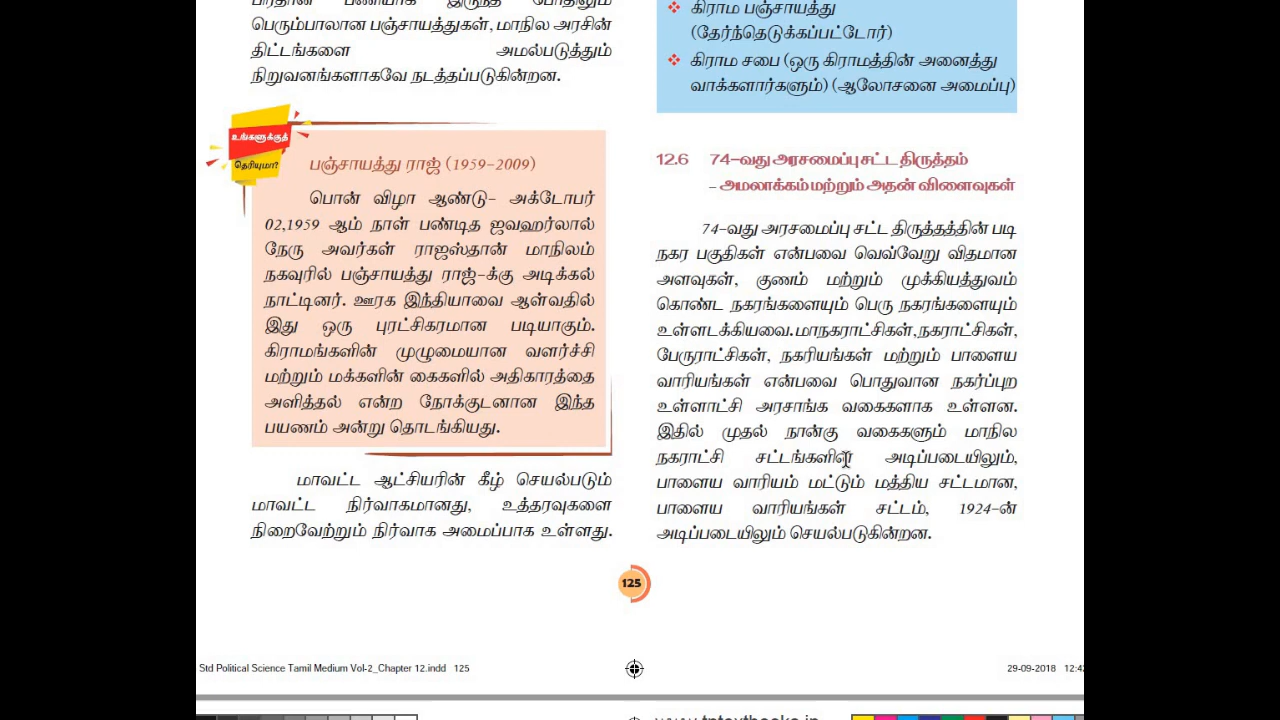 பிரதான பணியாக இருந்த போதிலும்
பெரும்பாலான பஞ்சாயத்துகள், மாநில அரசின்
திட்டங்களை அமல்படுத்தும்
நிறுவனங்களாகவே நடத்தப்படுகின்றன.
உங்களுக்குத்
தெரியுமா?
பஞ்சாயத்து ராஜ் (1959-2009)
பொன் விழா ஆண்டு- அக்டோபர்
02,1959 ஆம் நாள் பண்டித ஜவஹர்லால்
நேரு அவர்கள் ராஜஸ்தான் மாநிலம்
நகவுரில் பஞ்சாயத்து ராஜ்-க்கு அடிக்கல்
நாட்டினர். ஊரக இந்தியாவை ஆள்வதில்
இது ஒரு புரட்சிகரமான படியாகும்.
கிராமங்களின் முழுமையான வளர்ச்சி
மற்றும் மக்களின் கைகளில் அதிகாரத்தை
அளித்தல் என்ற நோக்குடனான இந்த
பயணம் அன்று தொடங்கியது.
மாவட்ட ஆட்சியரின் கீழ் செயல்படும்
மாவட்ட நிர்வாகமானது, உத்தரவுகளை
நிறைவேற்றும் நிர்வாக அமைப்பாக உள்ளது.
❖ கிராம பஞ்சாயத்து
(தேர்ந்தெடுக்கப்பட்டோர்)
❖ கிராம சபை (ஒரு கிராமத்தின் அனைத்து
வாக்களார்களும்) (ஆலோசனை அமைப்பு)
12.6 74-வது அரசமைப்பு சட்ட திருத்தம்
- அமலாக்கம் மற்றும் அதன் விளைவுகள்
74-வது அரசமைப்பு சட்ட திருத்தத்தின் படி
நகர பகுதிகள் என்பவை வெவ்வேறு விதமான
அளவுகள், குணம் மற்றும் முக்கியத்துவம்
கொண்ட நகரங்களையும் பெரு நகரங்களையும்
உள்ளடக்கியவை. மாநகராட்சிகள், நகராட்சிகள்,
பேருராட்சிகள், நகரியங்கள் மற்றும் பாளைய
வாரியங்கள் என்பவை பொதுவான நகர்ப்புற
உள்ளாட்சி அரசாங்க வகைகளாக உள்ளன.
இதில் முதல் நான்கு வகைகளும் மாநில
நகராட்சி சட்டங்களின் அடிப்படையிலும்,
பாளைய வாரியம் மட்டும் மத்திய சட்டமான,
பாளைய வாரியங்கள் சட்டம், 1924-ன்
அடிப்படையிலும் செயல்படுகின்றன.
125
Std Political Science Tamil Medium Vol-2_Chapter 12.indd 125
29-09-2018 12:42
www.tntextbooks.in